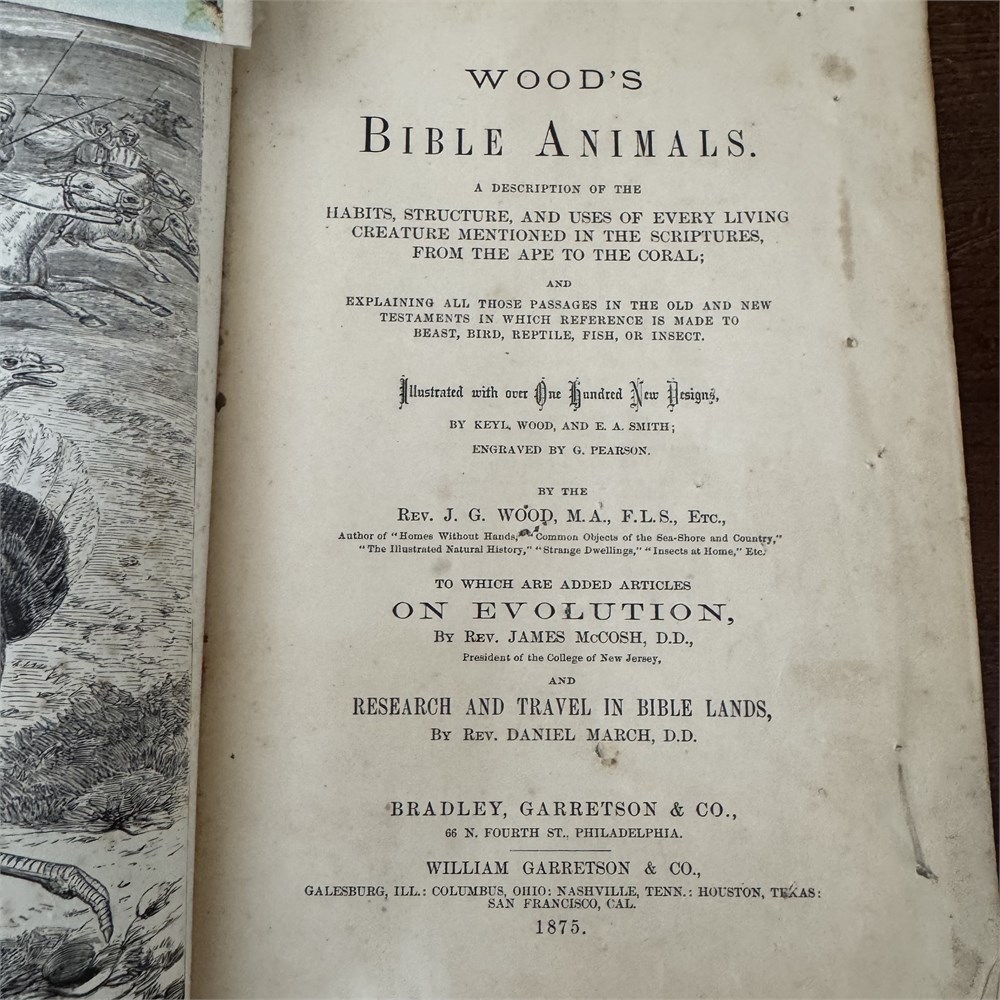 WOOD'S
BIBLE ANIMALS.
A DESCRIPTION OF THE
HABITS, STRUCTURE, AND USES OF EVERY LIVING
CREATURE MENTIONED IN THE SCRIPTURES,
FROM THE APE TO THE CORAL;
AND
EXPLAINING ALL THOSE PASSAGES IN THE OLD AND NEW
TESTAMENTS IN WHICH REFERENCE IS MADE TO
BEAST, BIRD, REPTILE, FISH, OR INSECT.
Illustrated with over One Hundred New Designs,
BY KEYL, WOOD, AND E. A. SMITH;
ENGRAVED BY G. PEARSON.
BY THE
REV. J. G. WOOD, M.A., F.L.S., ETC.,
Author of "Homes Without Hands," "Common Objects of the Sea-Shore and Country,"
"The Illustrated Natural History," "Strange Dwellings," "Insects at Home," Etc.
TO WHICH ARE ADDED ARTICLES
ON EVOLUTION,
BY REV. JAMES McCOSH, D.D.,
President of the College of New Jersey,
AND
RESEARCH AND TRAVEL IN BIBLE LANDS,
BY REV. DANIEL MARCH, D.D.
BRADLEY, GARRETSON & CO.,
66 N. FOURTH ST., PHILADELPHIA.
WILLIAM GARRETSON & CO.,
GALESBURG, ILL.: COLUMBUS, OHIO: NASHVILLE, TENN.: HOUSTON, TEXAS:
SAN FRANCISCO, CAL.
1875.